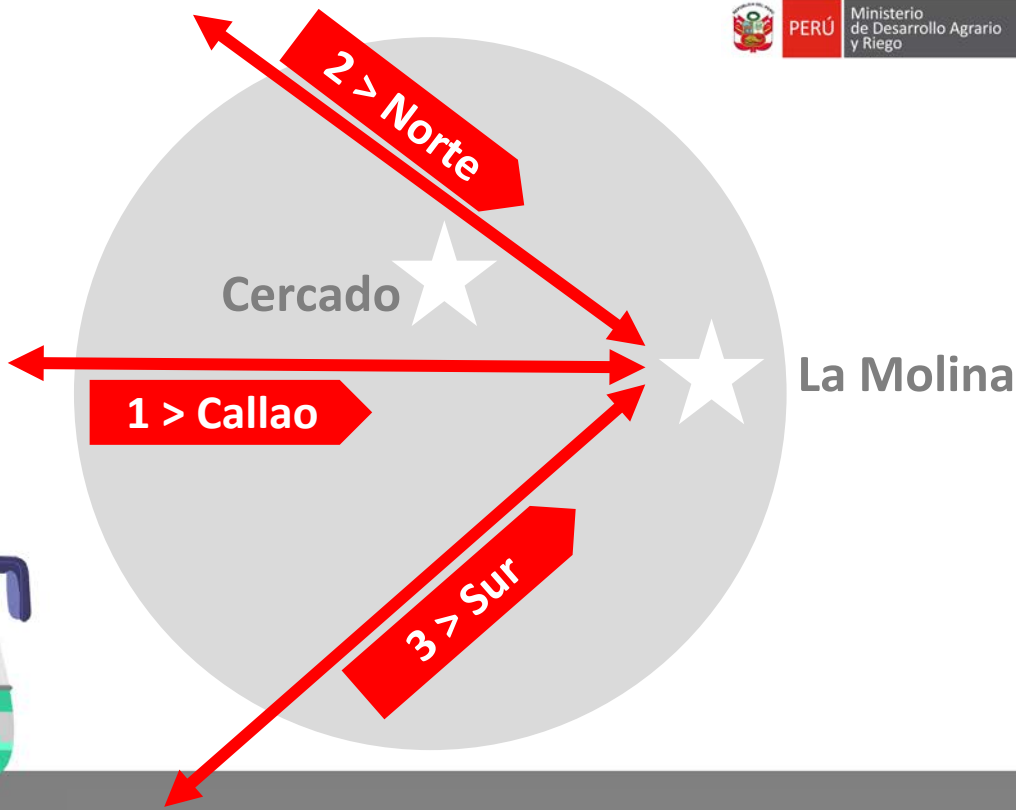 PERÚ
Ministerio
de Desarrollo Agrario
y Riego
2 > Norte
Cercado
La Molina
1 > Callao
3 > Sur